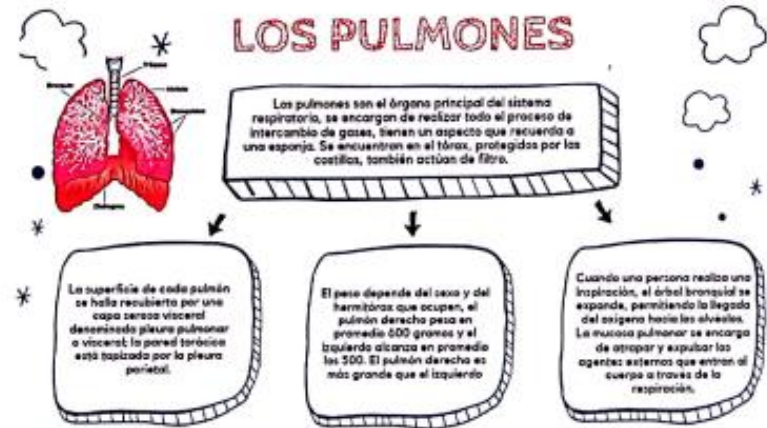 LOS PULMONES
Tráquea
Los pulmones son el órgano principal del sistema
respiratorio, se encargan de realizar todo el proceso de
intercambio de gases, tienen un aspecto que recuerda a
una esponja. Se encuentran en el tórax, protegidos por las
costillas, también actúan de filtro.
La superficie de cada pulmón
se halla recubierta por una
capa serosa visceral
denominada pleura pulmonar
o visceral; la pared torácica
está tapizada por la pleura
parietal.
El peso depende del sexo y del
hemitórax que ocupen, el
pulmón derecho pesa en
promedio 600 gramos y el
izquierdo alcanza en promedio
los 500. El pulmón derecho es
más grande que el izquierdo
Cuando una persona realiza una
inspiración, el árbol bronquial se
expande, permitiendo la llegada
del oxígeno hacia los alvéolos.
La mucosa pulmonar se encarga
de atrapar y expulsar los
agentes externos que entran al
cuerpo a través de la
respiración.